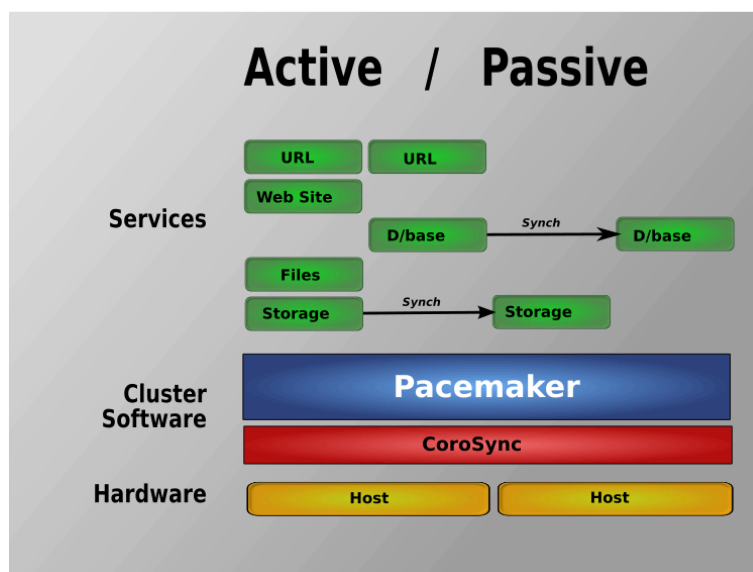 Active / Passive
URL URL
Web Site
Services
D/base Synch D/base
Files
Storage Synch Storage
Pacemaker
Cluster
Software
CoroSync
Hardware Host Host